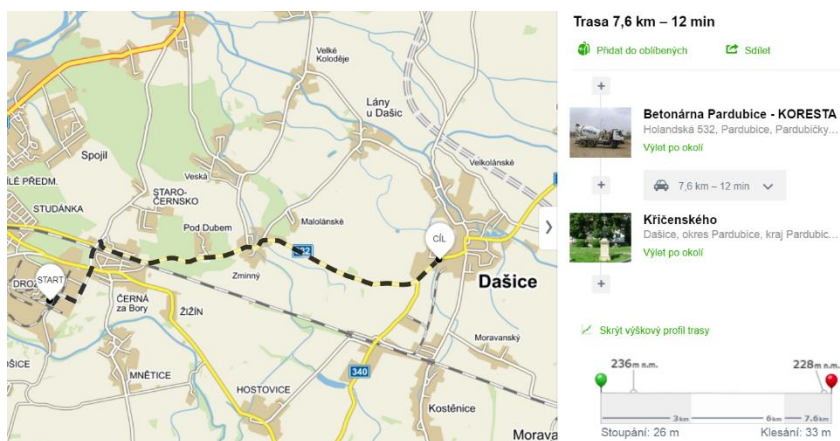 Velké
Koloděje
Lány
u Dašic
Spojil
Veská
Velkolánské
STARO-
ČERNSKO
STUDÁNKA
Pod Dubem
Malolánské
CÍL
START
Zminný
Dašice
ČERNÁ
za Bory
ŽIŽÍN
Moravanský
MNĚTICE
340
HOSTOVICE
Kostěnice
Morava
Trasa 7,6 km – 12 min
Přidat do oblíbených
Sdílet
Betonárna Pardubice - KORESTA
Holandská 532, Pardubice, Pardubičky...
Výlet po okolí
7,6 km – 12 min
Křičenského
Dašice, okres Pardubice, kraj Pardubic...
Výlet po okolí
Skrýt výškový profil trasy
236m n.m.
228m n.m.
3km
6km
7.6km
Stoupání: 26 m
Klesání: 33 m